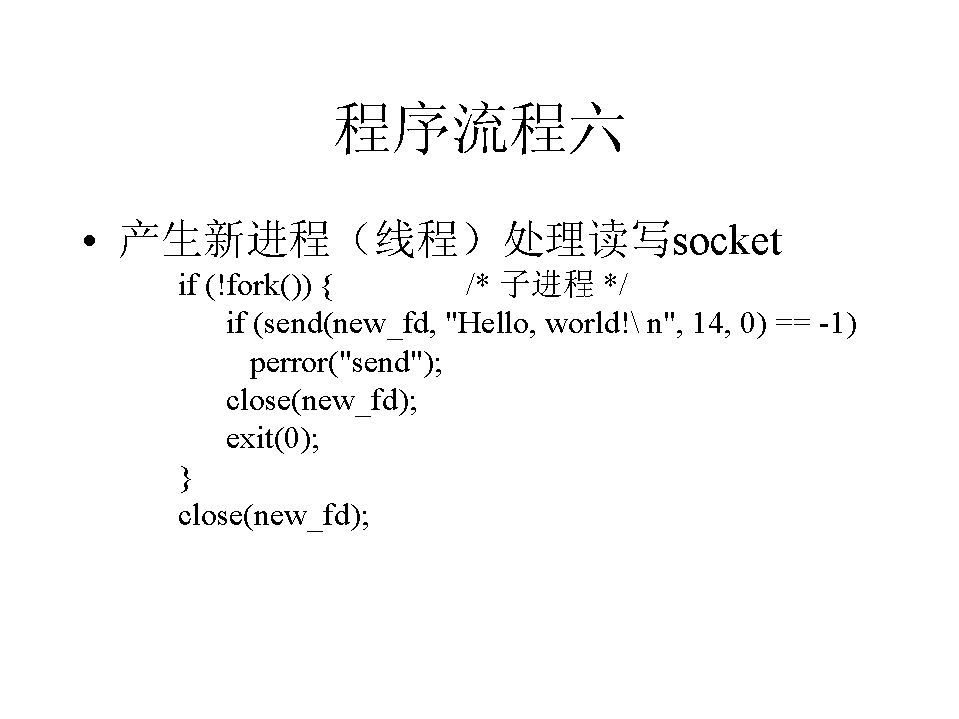 程序流程六
• 产生新进程（线程）处理读写socket
if (!fork()) { /* 子进程 */
if (send(new_fd, "Hello, world!\ n", 14, 0) == -1)
perror("send");
close(new_fd);
exit(0);
}
close(new_fd);